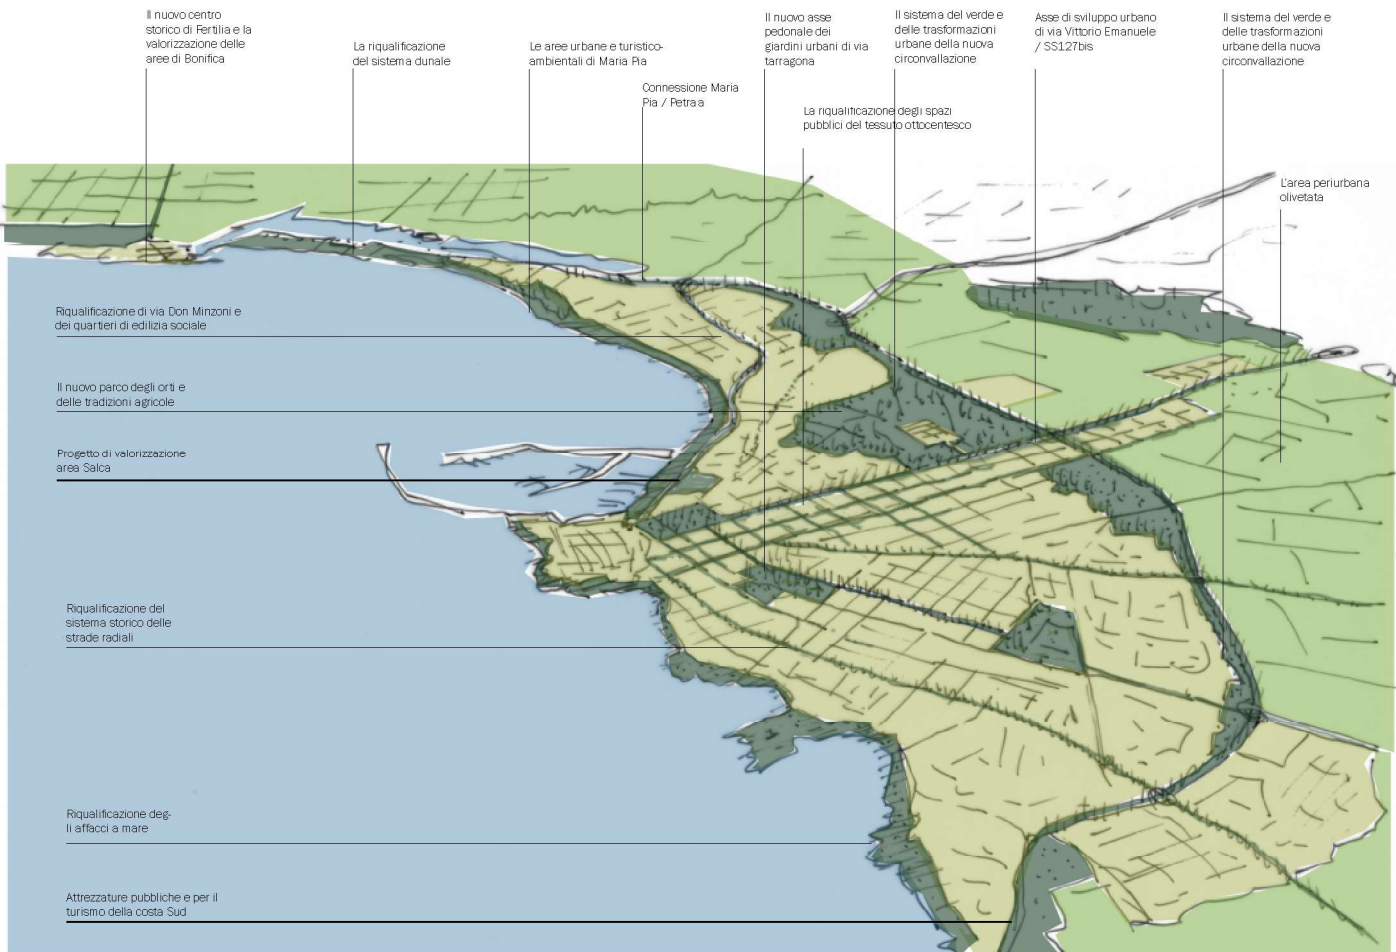 Il nuovo centro
storico di Fertilia e la
valorizzazione delle
aree di Bonifica
La riqualificazione
del sistema dunale
Le aree urbane e turistico-
ambientali di Maria Pia
Connessione Maria
Pia / Petraa
Il nuovo asse
pedonale dei
giardini urbani di via
tarragona
La riqualificazione degli spazi
pubblici del tessuto ottocentesco
Il sistema del verde e
delle trasformazioni
urbane della nuova
circonvallazione
Asse di sviluppo urbano
di via Vittorio Emanuele
/ SS127bis
Il sistema del verde e
delle trasformazioni
urbane della nuova
circonvallazione
L'area periurbana
olivetata
Riqualificazione di via Don Minzoni e
dei quartieri di edilizia sociale
Il nuovo parco degli orti e
delle tradizioni agricole
Progetto di valorizzazione
area Salca
Riqualificazione del
sistema storico delle
strade radiali
Riqualificazione deg-
li affacci a mare
Attrezzature pubbliche e per il
turismo della costa Sud